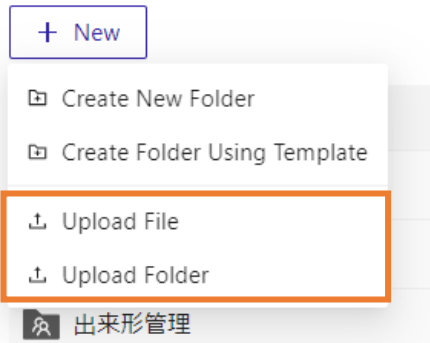 + New
Create New Folder
Create Folder Using Template
Upload File
Upload Folder
出来形管理